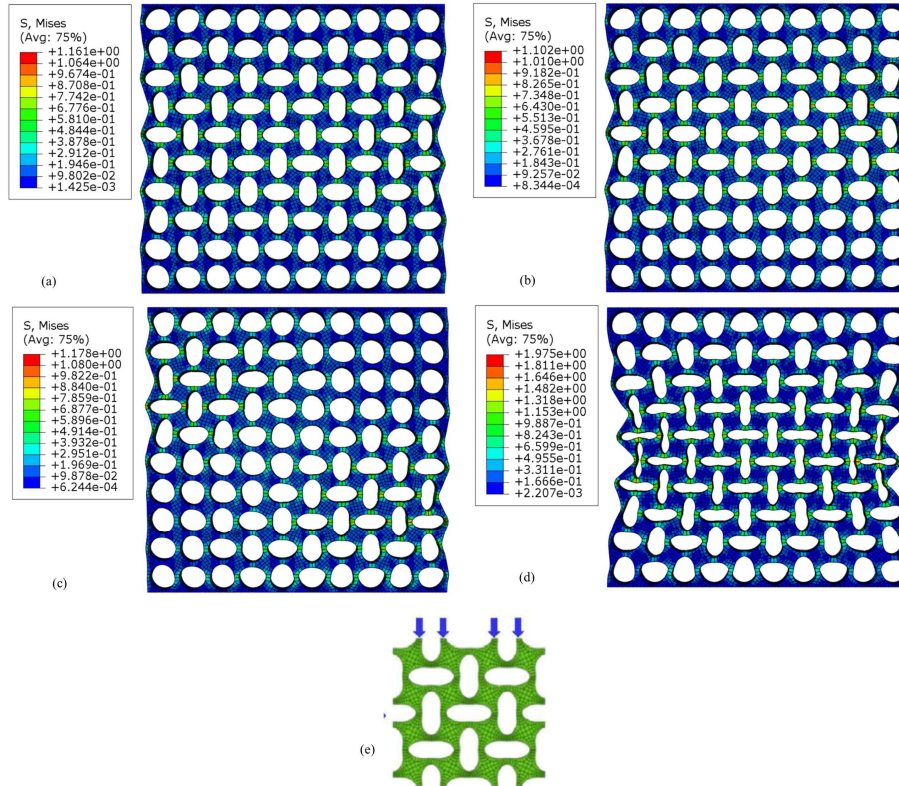 S, Mises
(Avg: 75%)
+1.161e+00
+1.064e+00
+9.674e-01
+8.708e-01
+7.742e-01
+6.776e-01
+5.810e-01
+4.844e-01
+3.878e-01
+2.912e-01
+1.946e-01
+9.802e-02
+1.425e-03
(a)
S, Mises
(Avg: 75%)
+1.102e+00
+1.010e+00
+9.182e-01
+8.265e-01
+7.348e-01
+6.430e-01
+5.513e-01
+4.595e-01
+3.678e-01
+2.761e-01
+1.843e-01
+9.257e-02
+8.344e-04
(b)
S, Mises
(Avg: 75%)
+1.178e+00
+1.080e+00
+9.822e-01
+8.840e-01
+7.859e-01
+6.877e-01
+5.896e-01
+4.914e-01
+3.932e-01
+2.951e-01
+1.969e-01
+9.878e-02
+6.244e-04
(c)
S, Mises
(Avg: 75%)
+1.975e+00
+1.811e+00
+1.646e+00
+1.482e+00
+1.318e+00
+1.153e+00
+9.887e-01
+8.243e-01
+6.599e-01
+4.955e-01
+3.311e-01
+1.666e-01
+2.207e-03
(d)
(e)